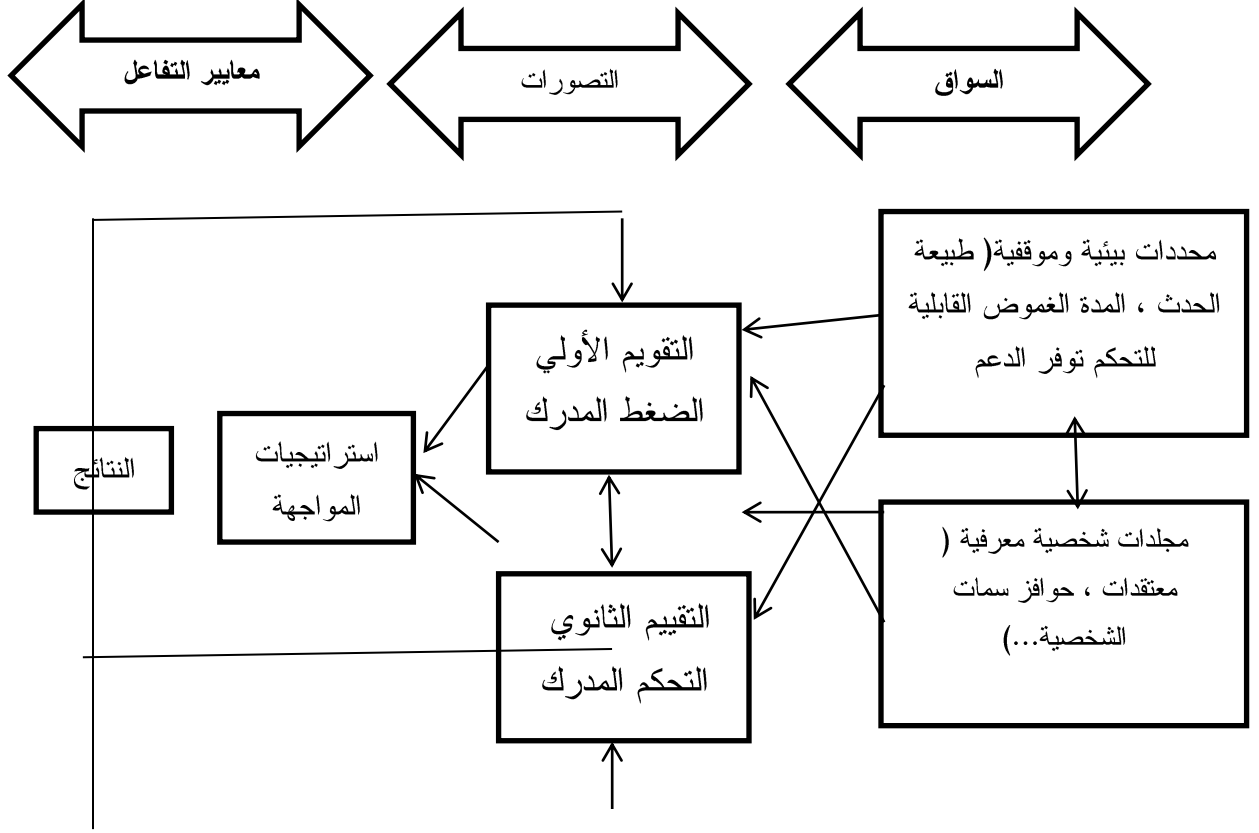 السواق
التصورات
معايير التفاعل
محددات بيئية وموقفية( طبيعة
الحدث ، المدة الغموض القابلية
للتحكم توفر الدعم
التقويم الأولي
الضغط المدرك
استراتيجيات
المواجهة
النتائج
مجلدات شخصية معرفية (
معتقدات ، حوافز سمات
الشخصية...)
التقييم الثانوي
التحكم المدرك